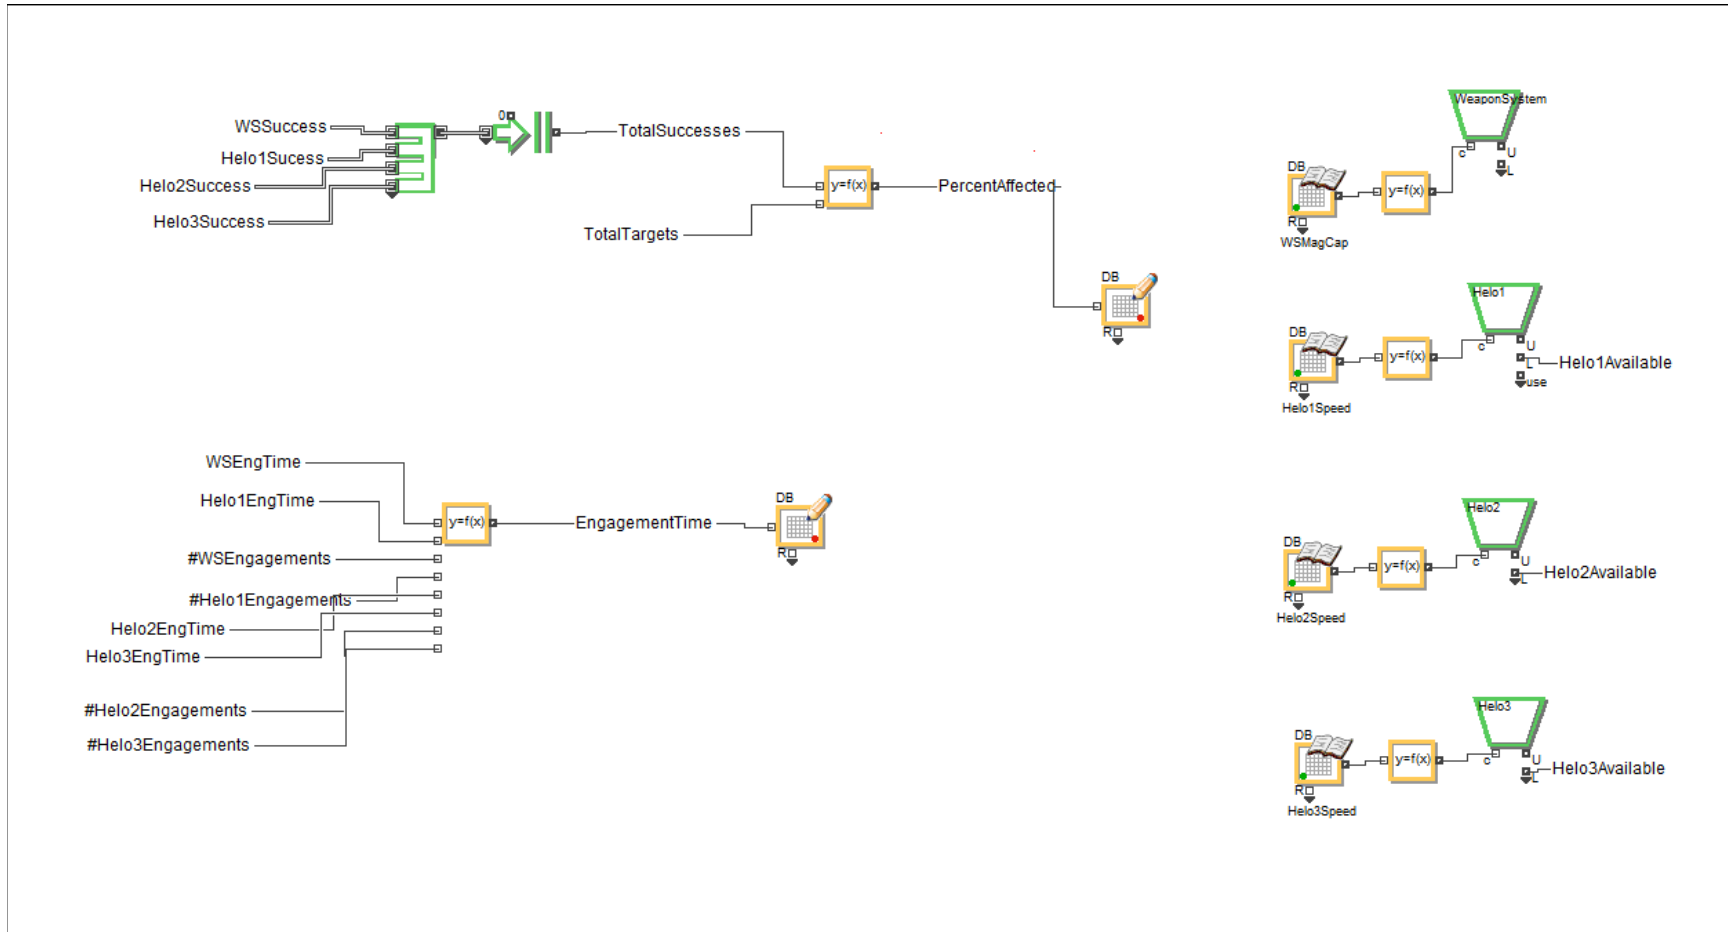 WSSuccess
Helo1Sucess
Helo2Success
Helo3Success
0
TotalSuccesses
TotalTargets
y=f(x)
PercentAffected
DB
R
WSEngTime
Helo1EngTime
#WSEngagements
#Helo1Engagements
Helo2EngTime
Helo3EngTime
#Helo2Engagements
#Helo3Engagements
y=f(x)
EngagementTime
DB
R
WeaponSystem
c
U
L
DB
y=f(x)
R
WSMagCap
Helo1
c
U
L
Helo1Available
use
DB
y=f(x)
R
Helo1Speed
Helo2
c
U
L
Helo2Available
DB
y=f(x)
R
Helo2Speed
Helo3
c
U
L
Helo3Available
DB
y=f(x)
R
Helo3Speed